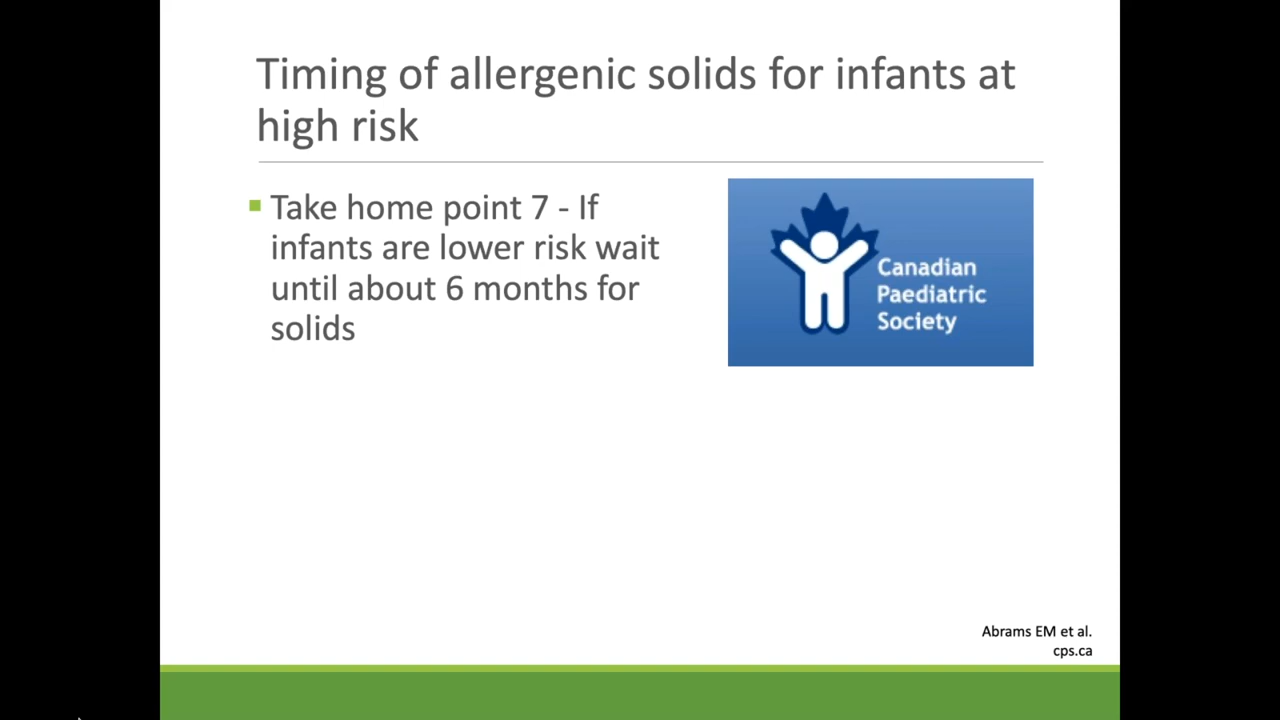 Timing of allergenic solids for infants at
high risk
Take home point 7 - If
infants are lower risk wait
until about 6 months for
solids
Canadian
Paediatric
Society
Abrams EM et al.
cps.ca